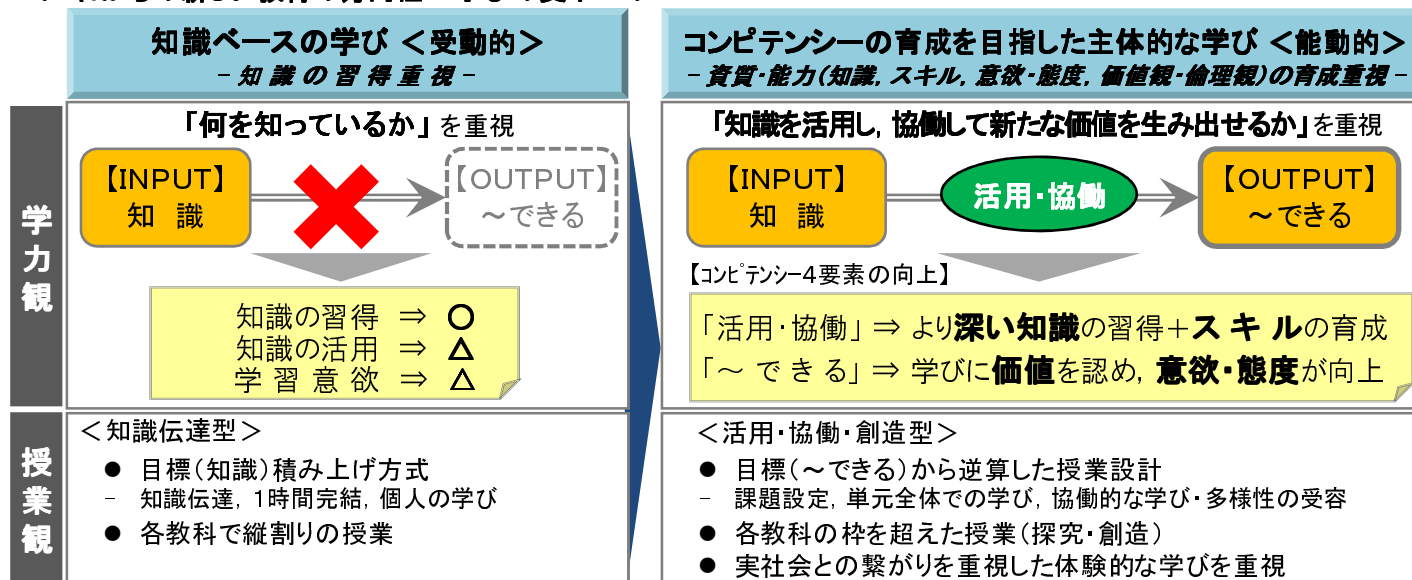 知識ベースの学び <受動的>
- 知識の習得重視 -
コンピテンシーの育成を目指した主体的な学び <能動的>
- 資質・能力(知識, スキル, 意欲・態度, 価値観・倫理観)の育成重視 -
学力観
「何を知っているか」を重視
【INPUT】
知 識
【OUTPUT】
～できる
知識の習得 ⇒ ○
知識の活用 ⇒ △
学習意欲 ⇒ △
「知識を活用し, 協働して新たな価値を生み出せるか」を重視
【INPUT】
知 識
活用・協働
【OUTPUT】
～できる
【コンピテンシー4要素の向上】
「活用・協働」⇒ より深い知識の習得+スキルの育成
「～できる」⇒ 学びに価値を認め, 意欲・態度が向上
授業観
<知識伝達型>
● 目標(知識)積み上げ方式
- 知識伝達, 1時間完結, 個人の学び
● 各教科で縦割りの授業
<活用・協働・創造型>
● 目標(～できる)から逆算した授業設計
- 課題設定, 単元全体での学び, 協働的な学び・多様性の受容
● 各教科の枠を超えた授業(探究・創造)
● 実社会との繋がりを重視した体験的な学びを重視